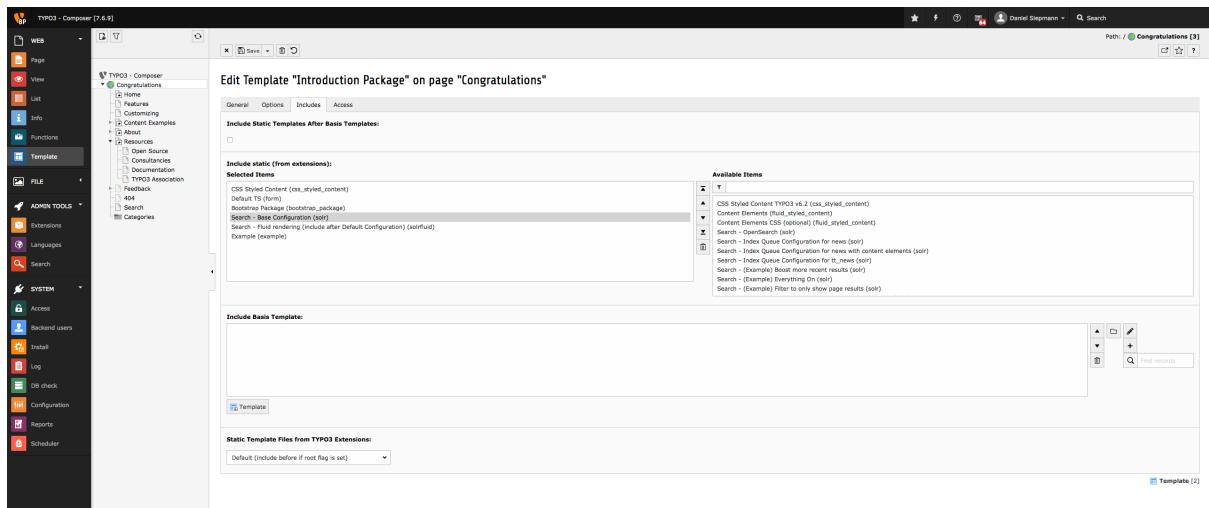 TYPO3 - Composer [7.6.9]
64
Daniel Siepmann
Search
WEB
Page
View
List
Info
Functions
Template
FILE
ADMIN TOOLS
Extensions
Languages
Search
SYSTEM
Access
Backend users
Install
Log
DB check
Configuration
Reports
Scheduler
TYPO3 - Composer
Congratulations
Home
Features
Customizing
Content Examples
About
Resources
Open Source
Consultancies
Documentation
TYPO3 Association
Feedback
404
Search
Categories
Path: / Congratulations [3]
Save
?
Edit Template "Introduction Package" on page "Congratulations"
General Options Includes Access
Include Static Templates After Basis Templates:
Include static (from extensions):
Selected Items
CSS Styled Content (css_styled_content)
Default TS (form)
Bootstrap Package (bootstrap_package)
Search - Base Configuration (solr)
Search - Fluid rendering (include after Default Configuration) (solrfluid)
Example (example)
Available Items
CSS Styled Content TYPO3 v6.2 (css_styled_content)
Content Elements (fluid_styled_content)
Content Elements CSS (optional) (fluid_styled_content)
Search - OpenSearch (solr)
Search - Index Queue Configuration for news (solr)
Search - Index Queue Configuration for news with content elements (solr)
Search - Index Queue Configuration for tt_news (solr)
Search - (Example) Boost more recent results (solr)
Search - (Example) Everything On (solr)
Search - (Example) Filter to only show page results (solr)
Include Basis Template:
Find records
Template
Static Template Files from TYPO3 Extensions:
Default (include before if root flag is set)
Template [2]